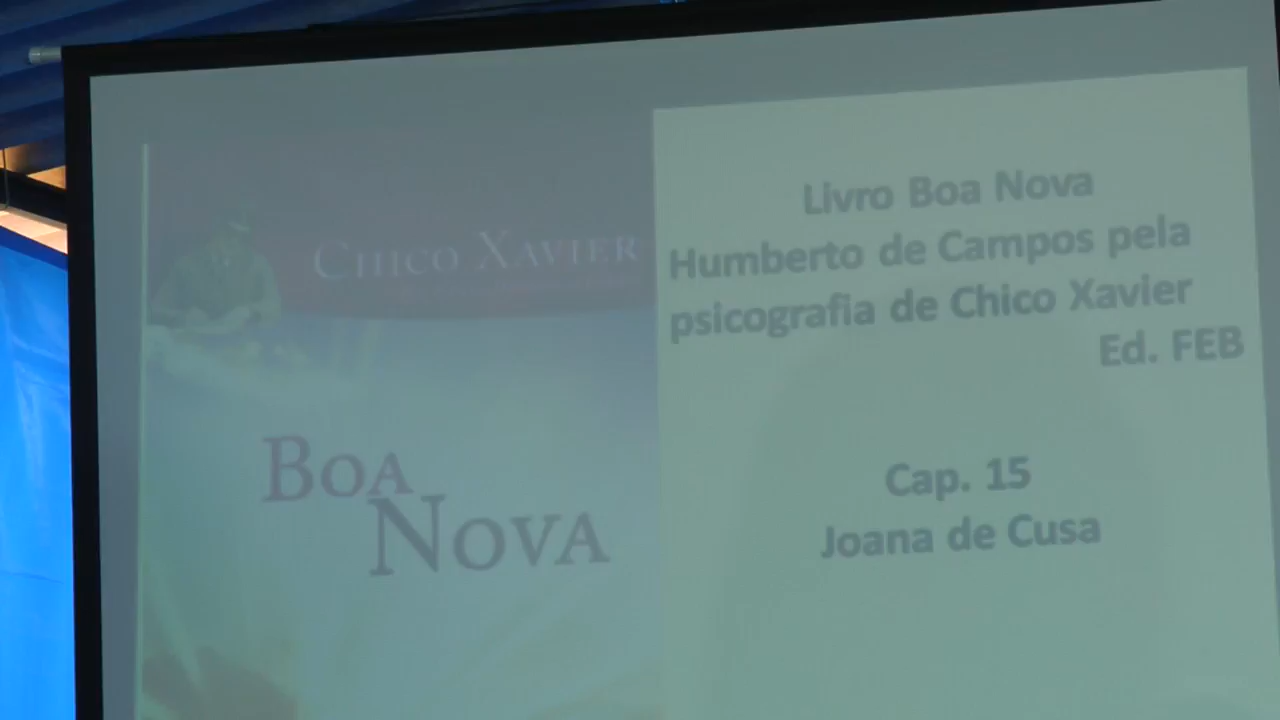 CHICO XAVIER
BOA
NOVA
Livro Boa Nova
Humberto de Campos pela
psicografia de Chico Xavier
Ed. FEB
Cap. 15
Joana de Cusa